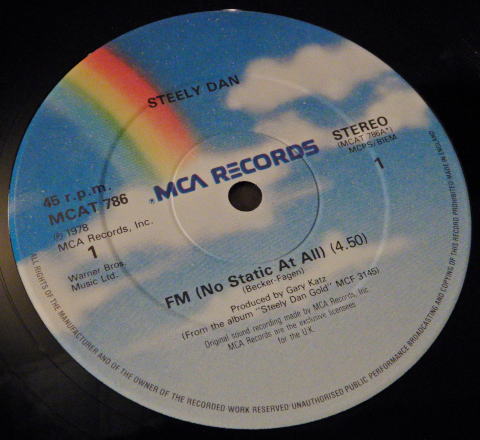 STEELY DAN
MCA RECORDS
STEREO
(MCAT 786A*)
MCPS/BIEM
1
45 r.p.m.
MCAT 786
℗ 1978
MCA Records, Inc.
1
Warner Bros.
Music Ltd.
FM (No Static At All) (4.50)
(Becker-Fagen)
Produced by Gary Katz
(From the album "Steely Dan Gold" MCF 3145)
Original sound recording made by MCA Records, Inc.
MCA Records are the exclusive licensees
for the U.K.
ALL RIGHTS OF THE MANUFACTURER AND OF THE OWNER OF THE RECORDED WORK RESERVED UNAUTHORISED PUBLIC PERFORMANCE BROADCASTING AND COPYING OF THIS RECORD PROHIBITED MADE IN ENGLAND